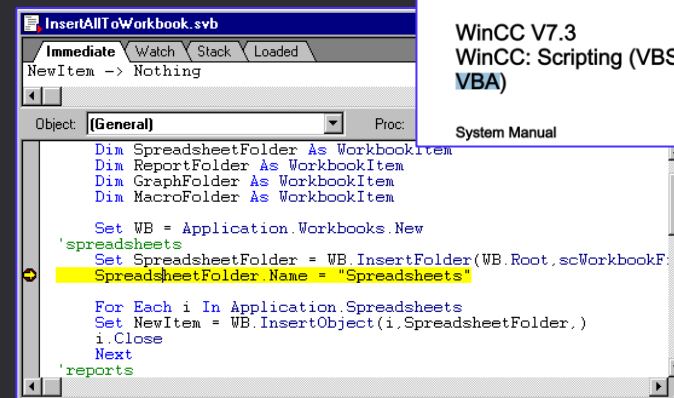 InsertAllToWorkbook.svb
Immediate Watch Stack Loaded
NewItem -> Nothing
Object: (General) Proc:
Dim SpreadsheetFolder As WorkbookItem
Dim ReportFolder As WorkbookItem
Dim GraphFolder As WorkbookItem
Dim MacroFolder As WorkbookItem
Set WB = Application.Workbooks.New
'spreadsheets
Set SpreadsheetFolder = WB.InsertFolder(WB.Root,scWorkbookFi
SpreadsheetFolder.Name = "Spreadsheets"
For Each i In Application.Spreadsheets
Set NewItem = WB.InsertObject(i,SpreadsheetFolder,)
i.Close
Next
'reports
WinCC V7.3
WinCC: Scripting (VBS
VBA)
System Manual